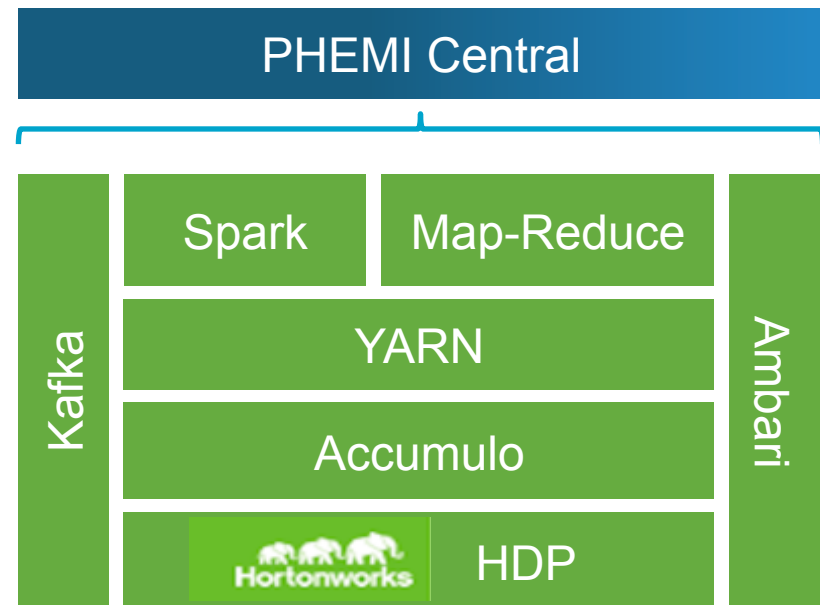 PHEMI Central
Kafka
Spark
Map-Reduce
YARN
Accumulo
Hortonworks
HDP
Ambari